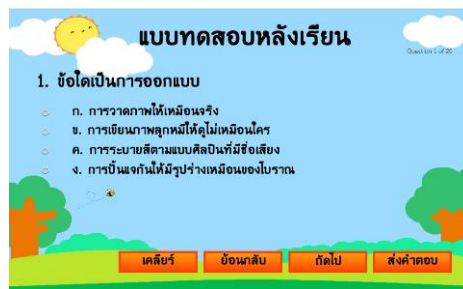 แบบทดสอบหลังเรียน
Question 1 of 20
1. ข้อใดเป็นการออกแบบ
ก. การวาดภาพให้เหมือนจริง
ข. การเขียนภาพลูกหมีให้ดูไม่เหมือนใคร
ค. การระบายสีตามแบบศิลปินที่มีชื่อเสียง
ง. การปั้นแจกันให้มีรูปร่างเหมือนของโบราณ
เคลียร์ ย้อนกลับ ถัดไป ส่งคำตอบ